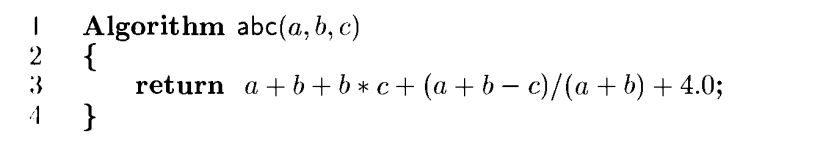 1 Algorithm abc(a, b, c)
2 {
3 return a + b + b * c + (a + b − c)/(a + b) + 4.0;
4 }